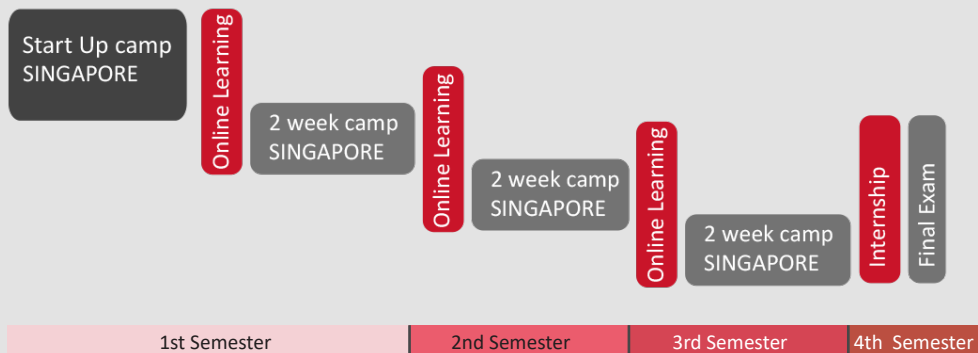 Start Up camp
SINGAPORE
Online Learning
2 week camp
SINGAPORE
Online Learning
2 week camp
SINGAPORE
Online Learning
2 week camp
SINGAPORE
Internship
Final Exam
1st Semester
2nd Semester
3rd Semester
4th Semester